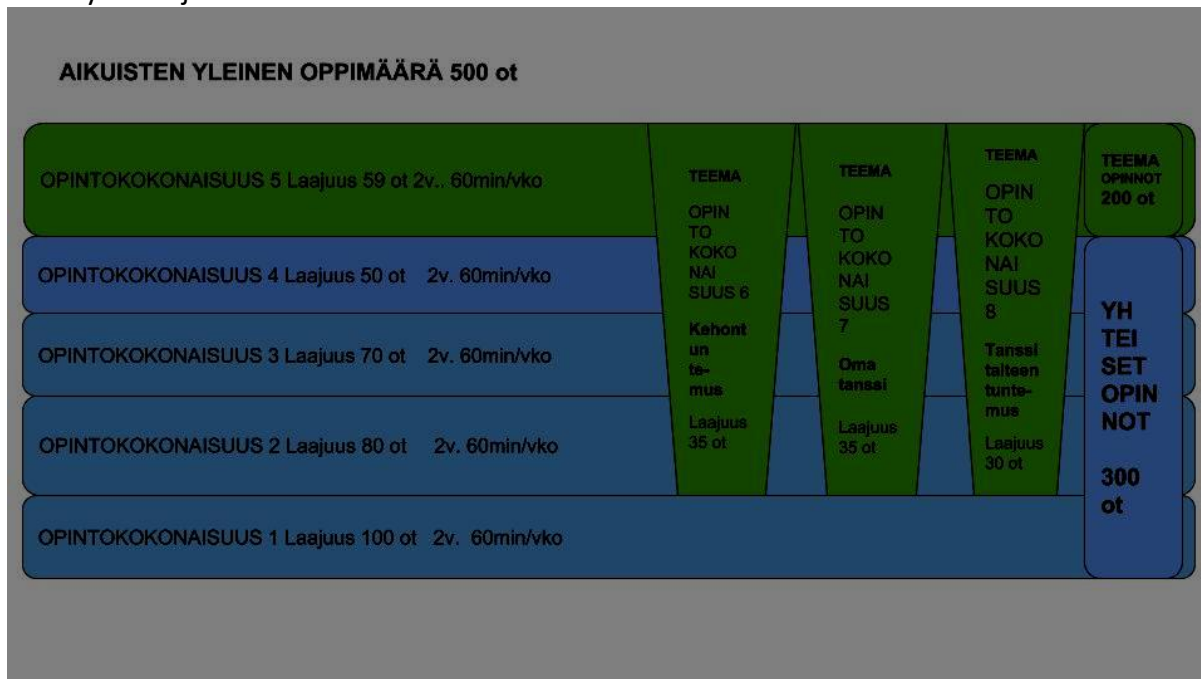 AIKUISTEN YLEINEN OPPIMÄÄRÄ 500 ot
OPINTOKOKONAISUUS 5 Laajuus 59 ot 2v.. 60min/vko
OPINTOKOKONAISUUS 4 Laajuus 50 ot 2v. 60min/vko
OPINTOKOKONAISUUS 3 Laajuus 70 ot 2v. 60min/vko
OPINTOKOKONAISUUS 2 Laajuus 80 ot 2v. 60min/vko
OPINTOKOKONAISUUS 1 Laajuus 100 ot 2v. 60min/vko
TEEMA
OPIN
TO
KOKO
NAI
SUUS 6
Kehont
un
te-
mus
Laajuus
35 ot
TEEMA
OPIN
TO
KOKO
NAI
SUUS
7
Oma
tanssi
Laajuus
35 ot
TEEMA
OPIN
TO
KOKO
NAI
SUUS
8
Tanssi
taiteen
tunte-
mus
Laajuus
30 ot
TEEMA
OPINNOT
200 ot
YH
TEI
SET
OPIN
NOT
300
ot